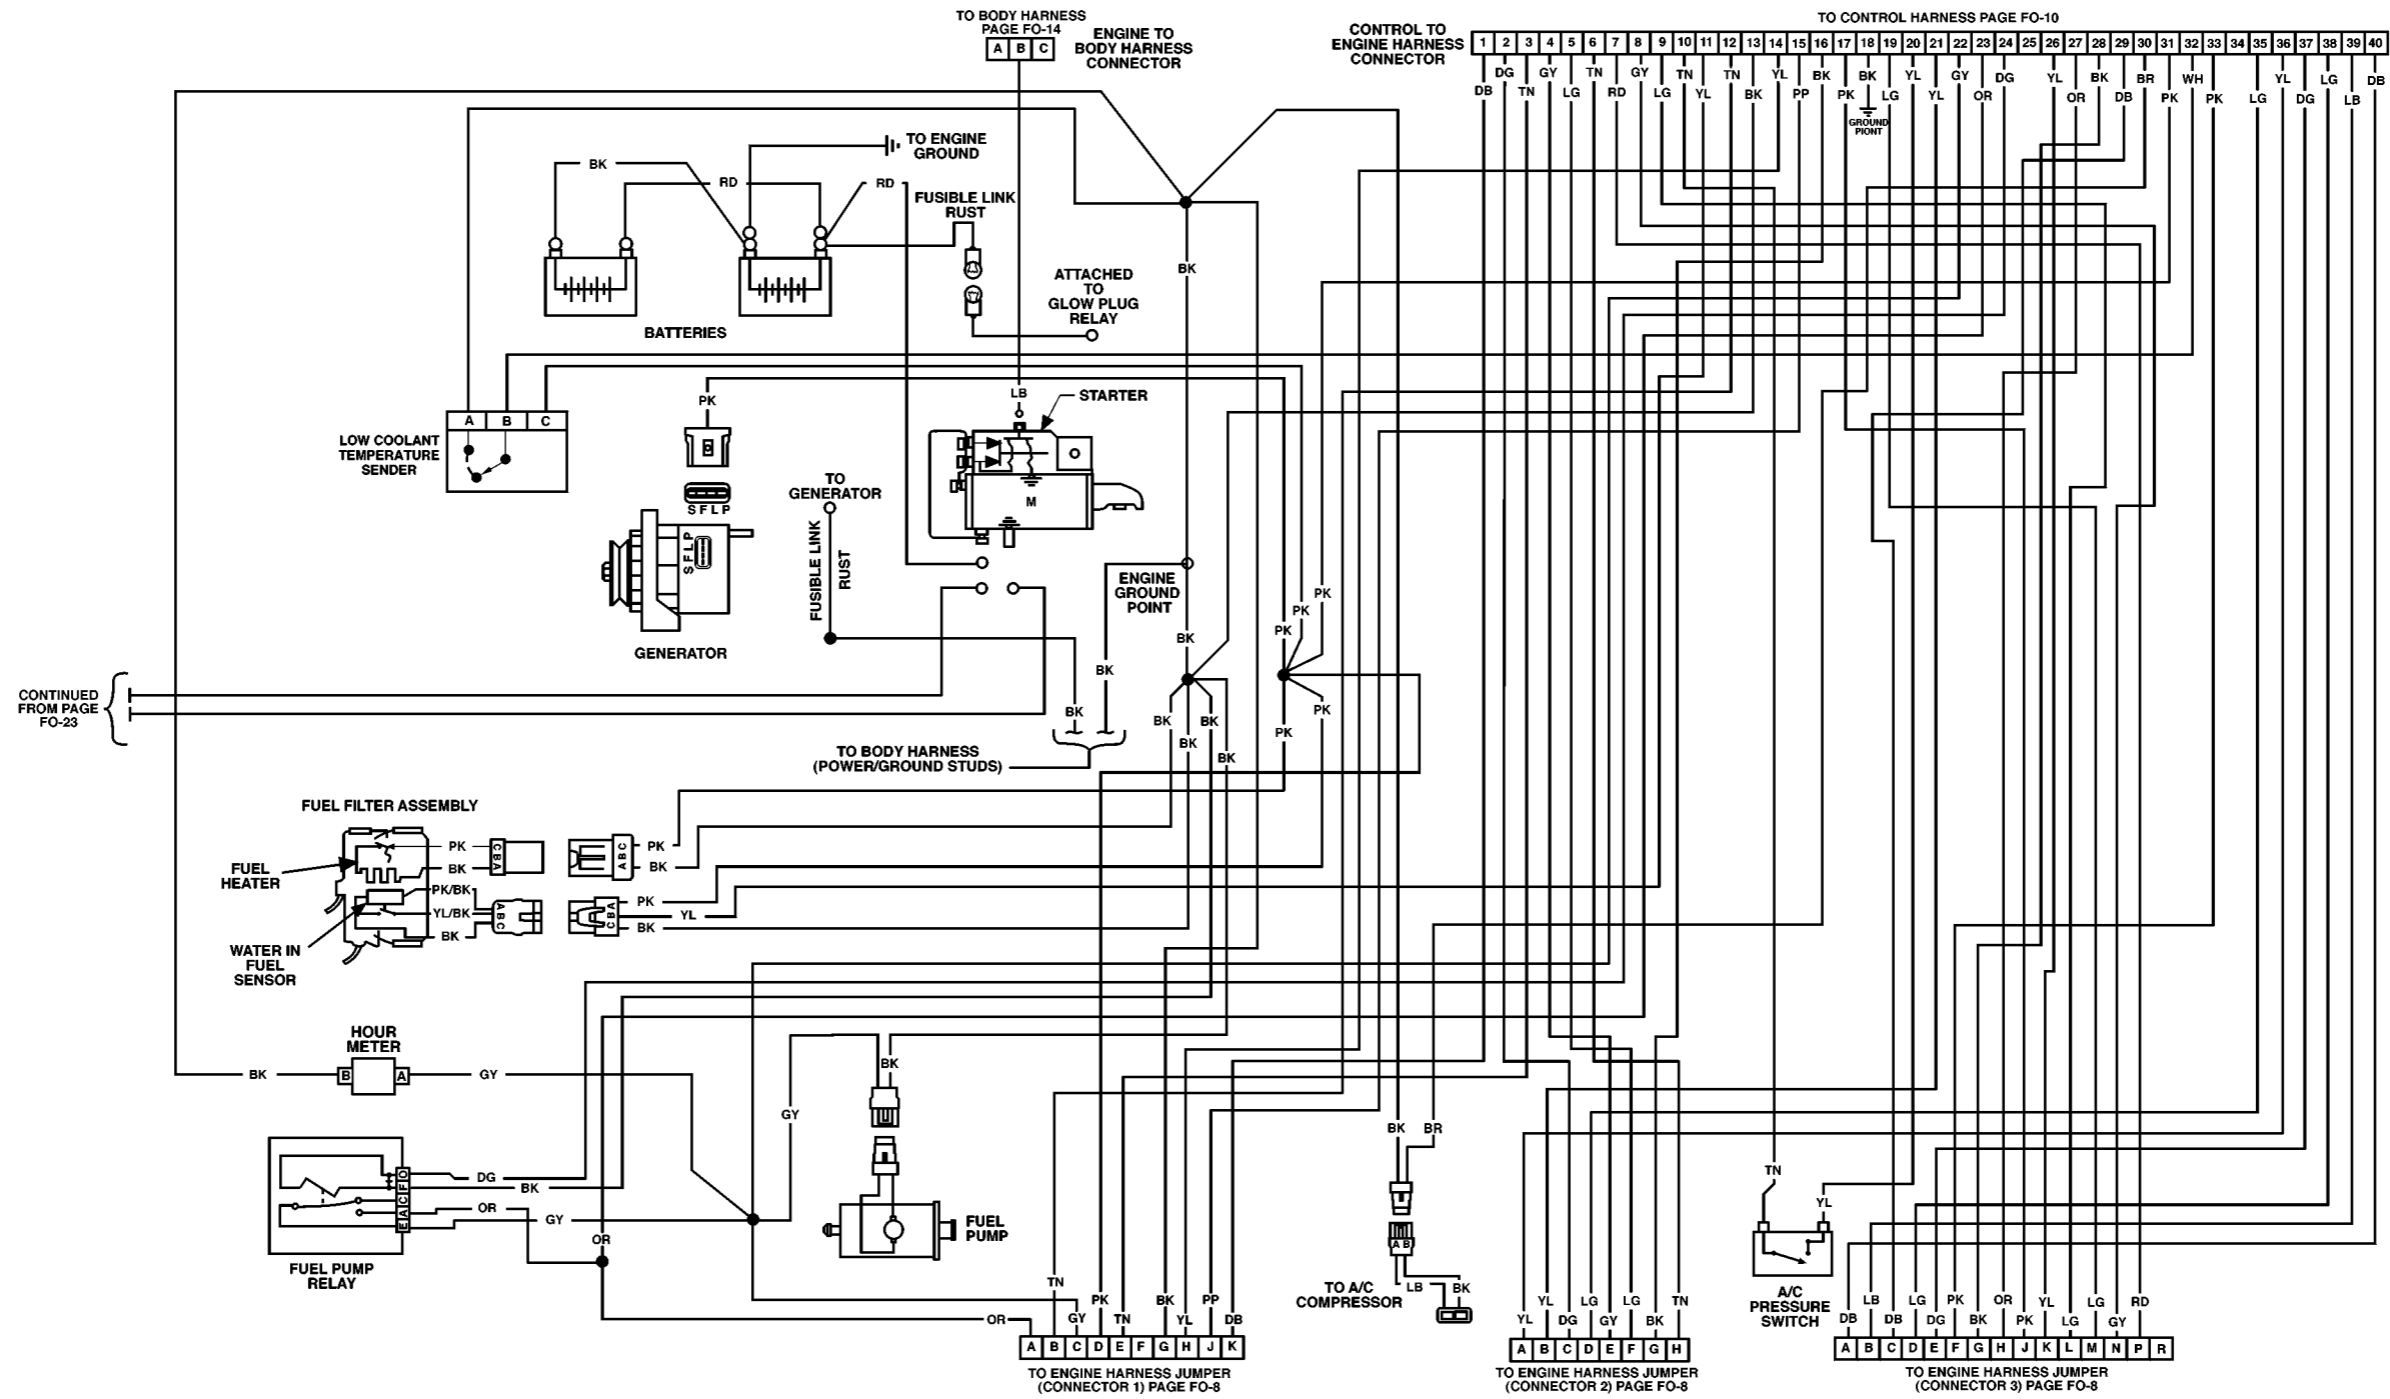 TO BODY HARNESS
PAGE FO-14
A B C
ENGINE TO
BODY HARNESS
CONNECTOR
CONTROL TO
ENGINE HARNESS
CONNECTOR
TO CONTROL HARNESS PAGE FO-10
1 2 3 4 5 6 7 8 9 10 11 12 13 14 15 16 17 18 19 20 21 22 23 24 25 26 27 28 29 30 31 32 33 34 35 36 37 38 39 40
DG GY TN GY TN TN YL BK BK YL GY DG YL BK BR WH YL LG DB
DB TN LG RD LG YL BK PP PK LG YL OR OR DB PK PK LG DG LB
GROUND
PIONT
BK
RD
RD
TO ENGINE
GROUND
FUSIBLE LINK
RUST
ATTACHED
TO
GLOW PLUG
RELAY
BATTERIES
BK
PK
LB
STARTER
A B C
LOW COOLANT
TEMPERATURE
SENDER
M
S F L P
S F L P
GENERATOR
TO
GENERATOR
FUSIBLE LINK
RUST
ENGINE
GROUND
POINT
PK
PK
PK
BK
BK
CONTINUED
FROM PAGE
FO-23
BK
BK
BK
BK
BK
PK
PK
TO BODY HARNESS
(POWER/GROUND STUDS)
FUEL FILTER ASSEMBLY
FUEL
HEATER
PK
BK
C B A
A B C
PK
BK
PK/BK
YL/BK
BK
A B C
C B A
PK
YL
BK
WATER IN
FUEL
SENSOR
HOUR
METER
BK
B
A
GY
BK
GY
BK
BR
O
F
C
A
E
DG
BK
OR
GY
OR
FUEL PUMP
RELAY
FUEL
PUMP
TN
YL
A/C
PRESSURE
SWITCH
A B
LB
BK
TO A/C
COMPRESSOR
OR
TN
GY
PK
TN
BK
YL
PP
DB
A B C D E F G H J K
TO ENGINE HARNESS JUMPER
(CONNECTOR 1) PAGE FO-8
YL
YL
DG
LG
GY
LG
BK
TN
A B C D E F G H
TO ENGINE HARNESS JUMPER
(CONNECTOR 2) PAGE FO-8
DB
LB
DB
LG
DG
PK
BK
OR
PK
YL
LG
LG
GY
RD
A B C D E F G H J K L M N P R
TO ENGINE HARNESS JUMPER
(CONNECTOR 3) PAGE FO-8